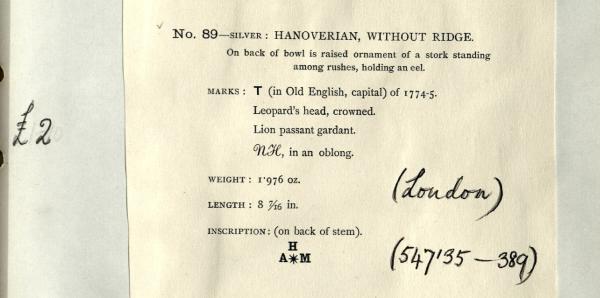 No. 89—SILVER: HANOVERIAN, WITHOUT RIDGE.
On back of bowl is raised ornament of a stork standing
among rushes, holding an eel.
£2
MARKS: T (in Old English, capital) of 1774-5.
Leopard's head, crowned.
Lion passant gardant.
NH, in an oblong.
WEIGHT: 1·976 oz.
(London)
LENGTH: 8 7/16 in.
INSCRIPTION: (on back of stem).
H
A✶M
(547'35—389)